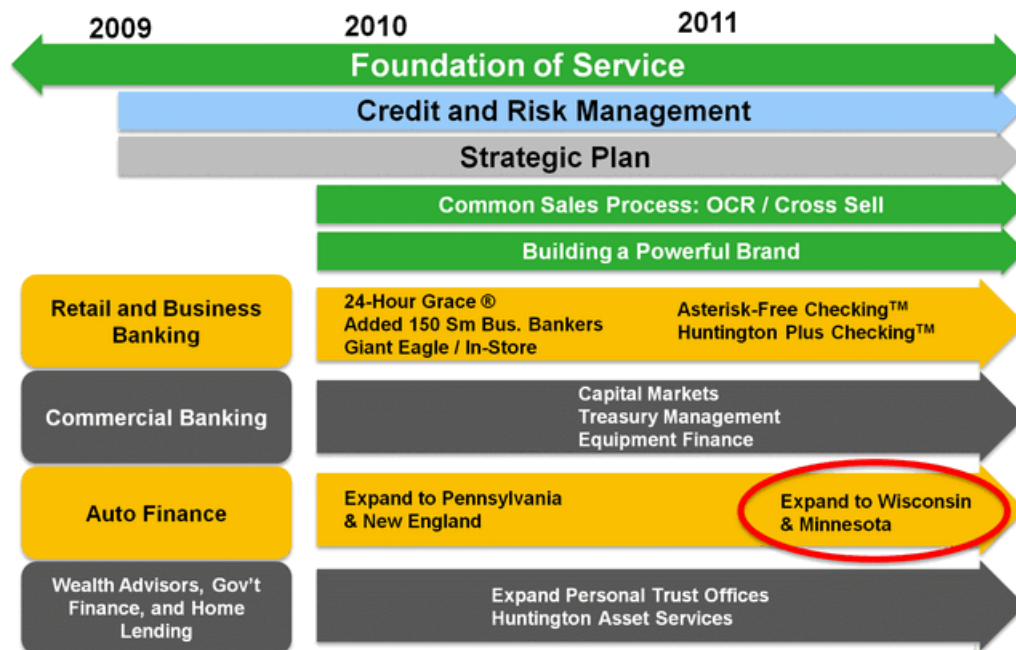 2009
2010
2011
Foundation of Service
Credit and Risk Management
Strategic Plan
Common Sales Process: OCR / Cross Sell
Building a Powerful Brand
Retail and Business
Banking
24-Hour Grace ®
Added 150 Sm Bus. Bankers
Giant Eagle / In-Store
Asterisk-Free Checking™
Huntington Plus Checking™
Commercial Banking
Capital Markets
Treasury Management
Equipment Finance
Auto Finance
Expand to Pennsylvania
& New England
Expand to Wisconsin
& Minnesota
Wealth Advisors, Gov't
Finance, and Home
Lending
Expand Personal Trust Offices
Huntington Asset Services